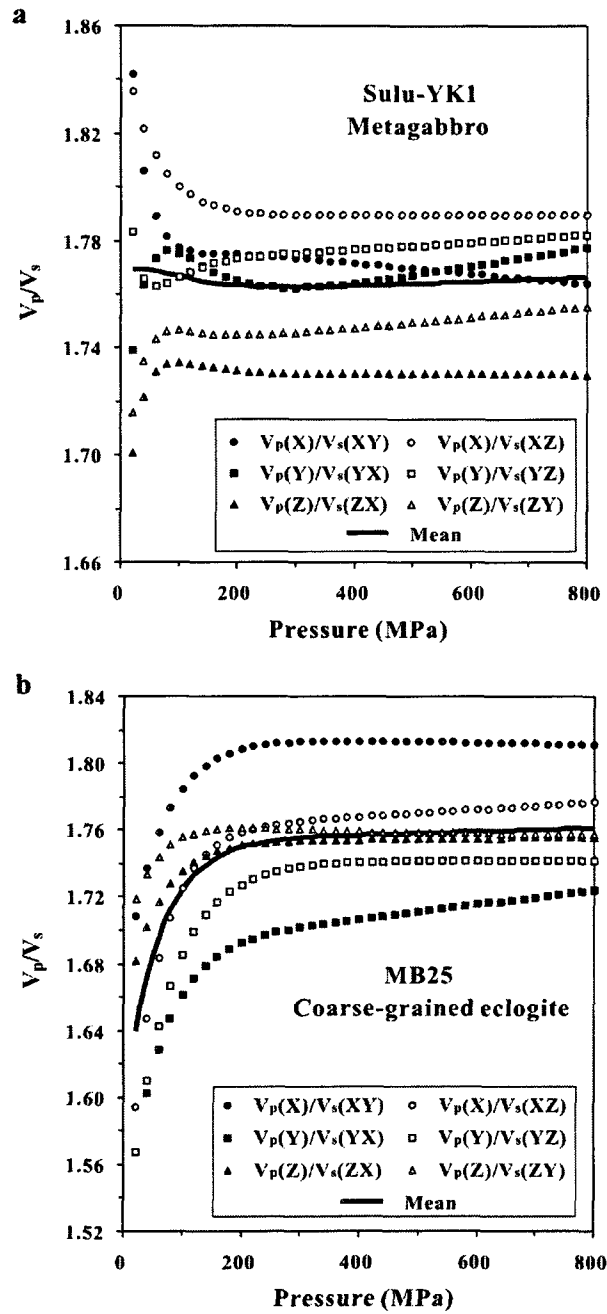 a
1.86
Sulu-YK1
Metagabbro
1.82
1.78
Vp/Vs
1.74
1.70
● Vp(X)/Vs(XY) ○ Vp(X)/Vs(XZ)
■ Vp(Y)/Vs(YX) □ Vp(Y)/Vs(YZ)
▲ Vp(Z)/Vs(ZX) △ Vp(Z)/Vs(ZY)
Mean
1.66
0 200 400 600 800
Pressure (MPa)
b
1.84
1.80
1.76
1.72
Vp/Vs
1.68
MB25
Coarse-grained eclogite
1.64
1.60
● Vp(X)/Vs(XY) ○ Vp(X)/Vs(XZ)
■ Vp(Y)/Vs(YX) □ Vp(Y)/Vs(YZ)
▲ Vp(Z)/Vs(ZX) △ Vp(Z)/Vs(ZY)
Mean
1.56
1.52
0 200 400 600 800
Pressure (MPa)